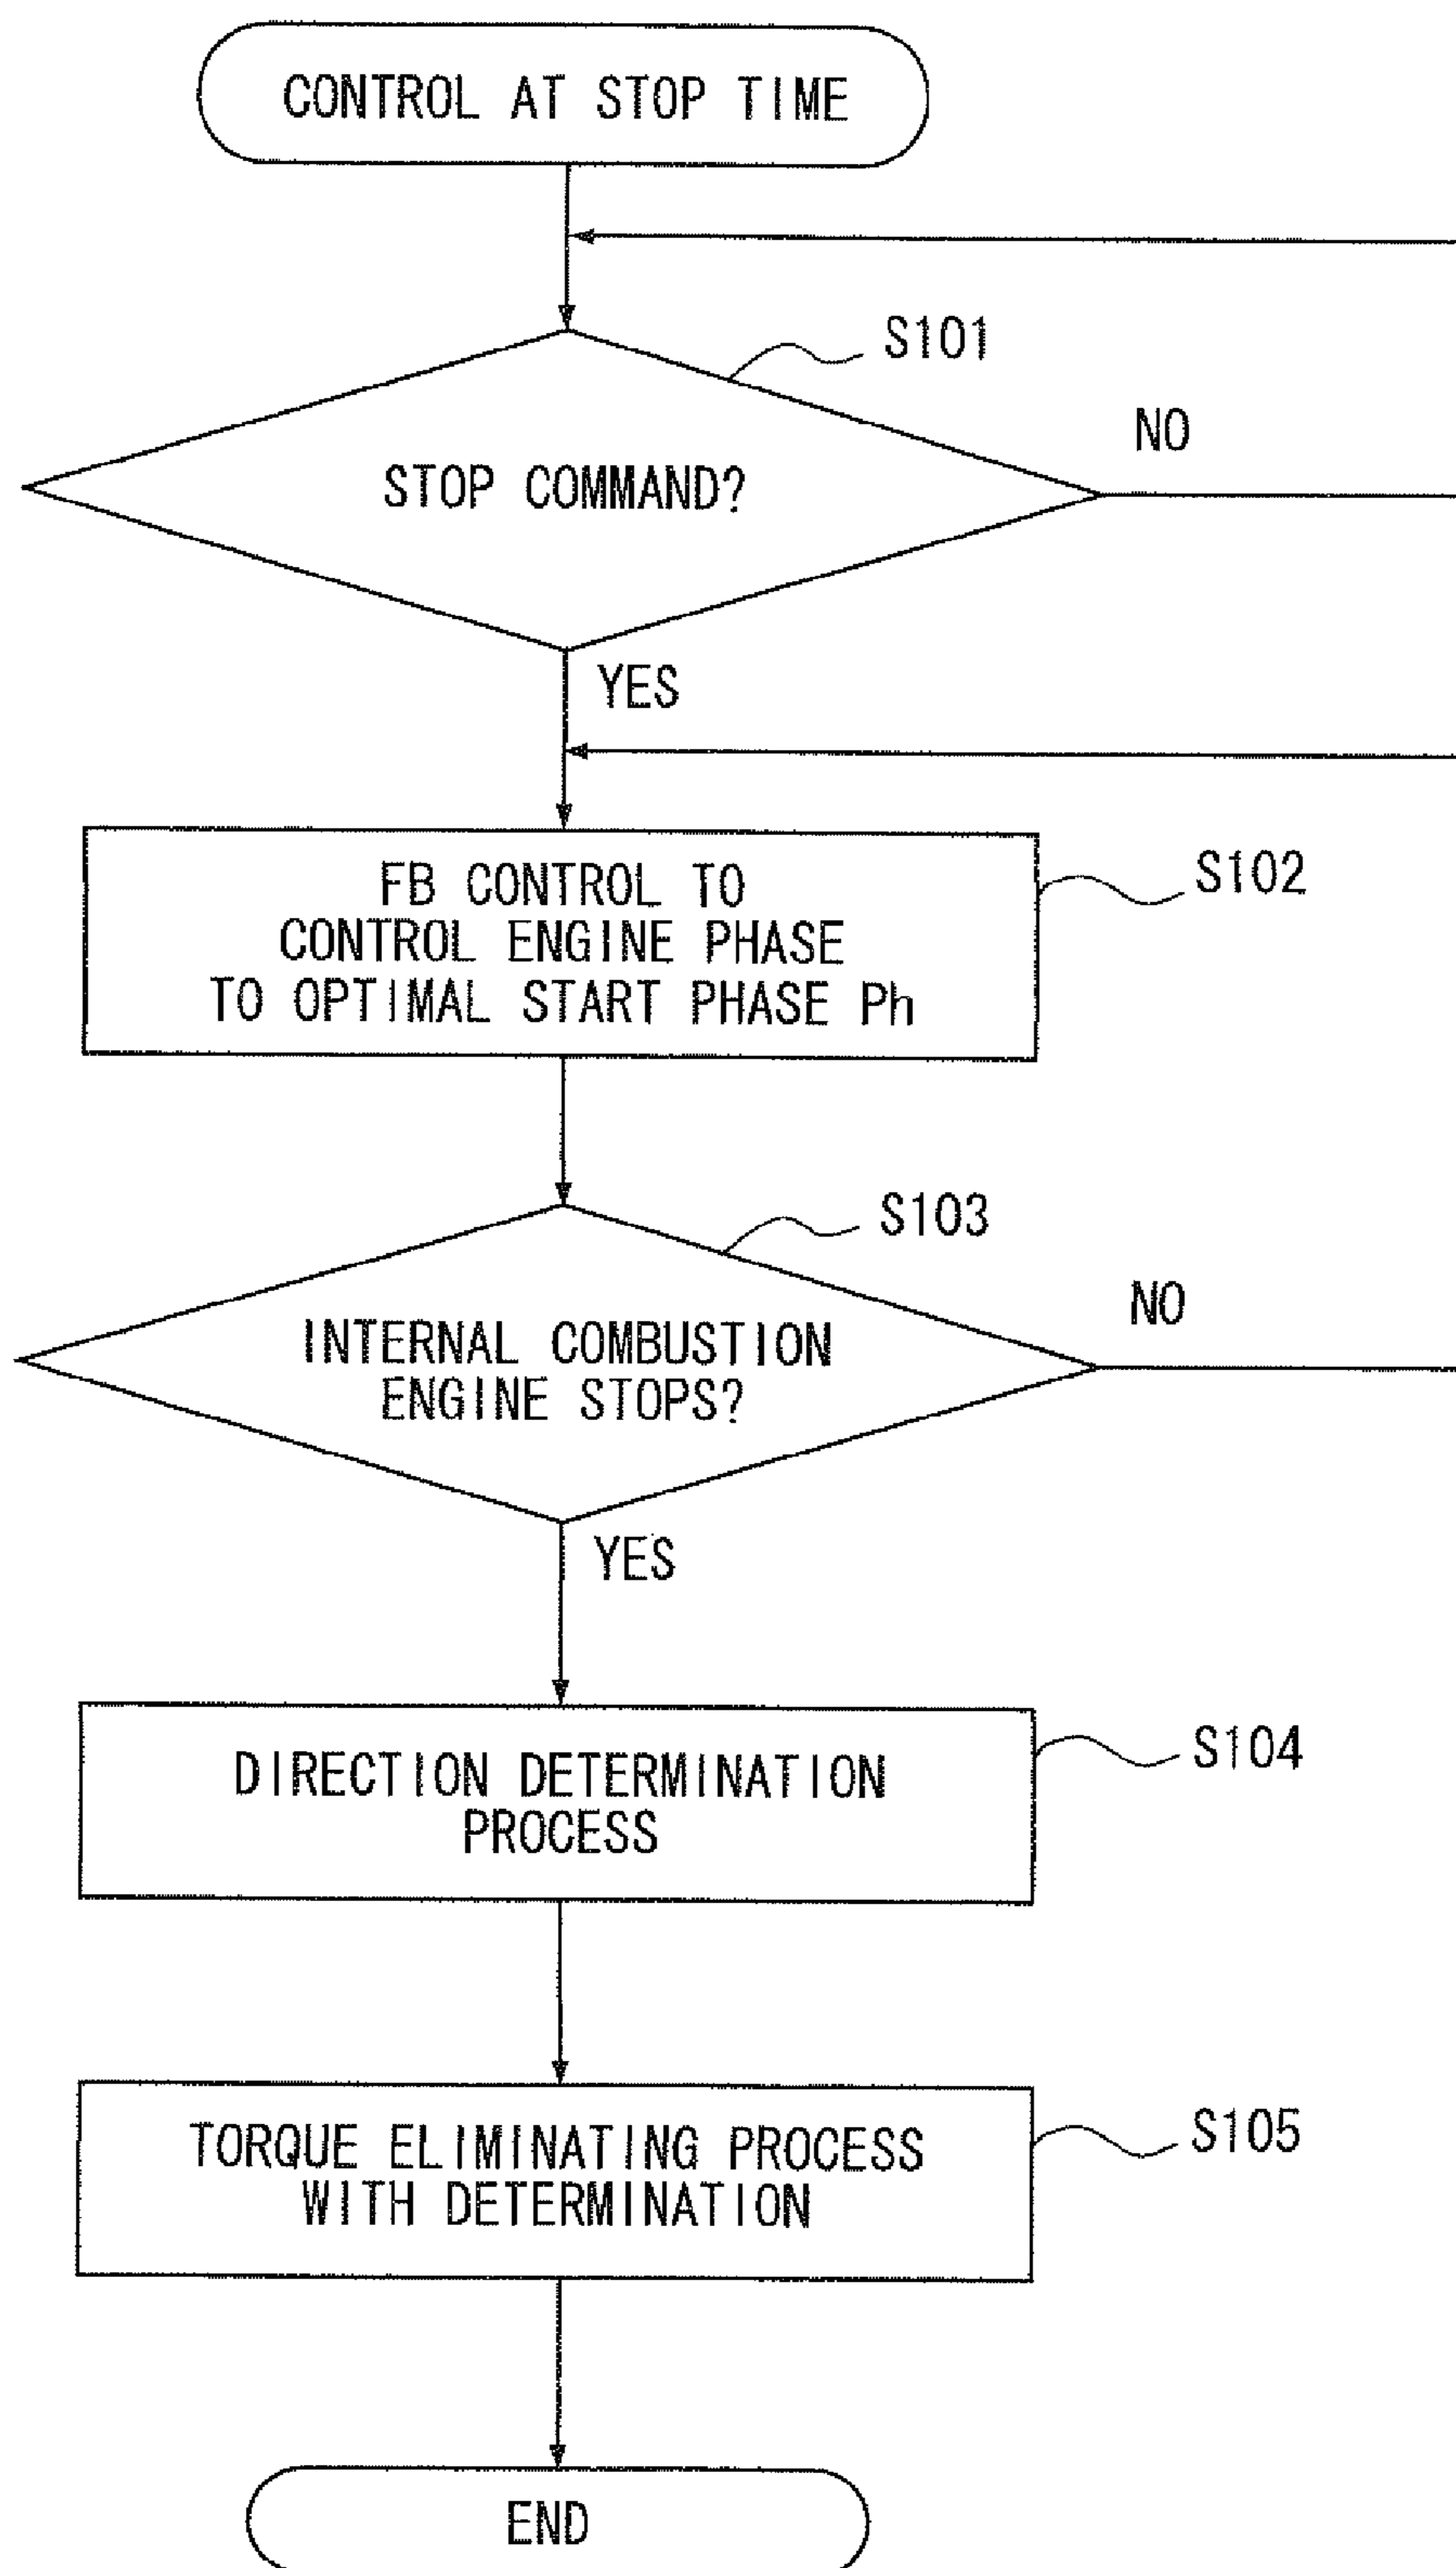 CONTROL AT STOP TIME
S101
NO
STOP COMMAND?
YES
FB CONTROL TO
CONTROL ENGINE PHASE
TO OPTIMAL START PHASE Ph
S102
S103
NO
INTERNAL COMBUSTION
ENGINE STOPS?
YES
DIRECTION DETERMINATION
PROCESS
S104
TORQUE ELIMINATING PROCESS
WITH DETERMINATION
S105
END